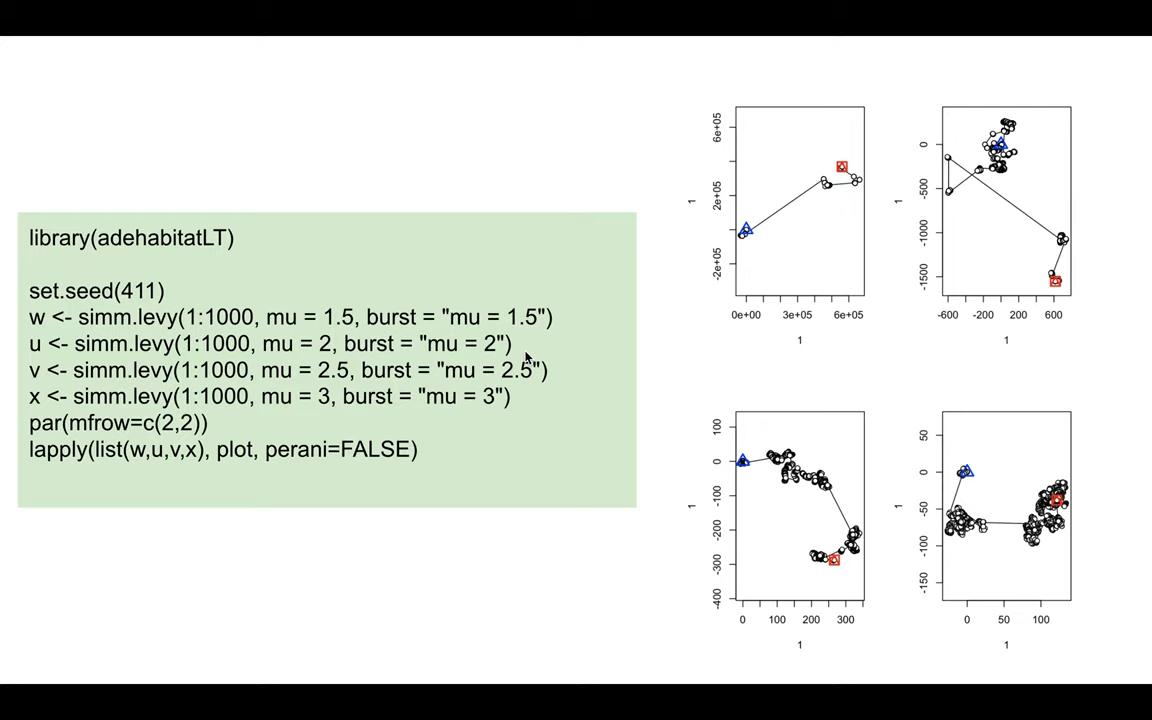 library(adehabitatLT)
set.seed(411)
w <- simm.levy(1:1000, mu = 1.5, burst = "mu = 1.5")
u <- simm.levy(1:1000, mu = 2, burst = "mu = 2")
v <- simm.levy(1:1000, mu = 2.5, burst = "mu = 2.5")
x <- simm.levy(1:1000, mu = 3, burst = "mu = 3")
par(mfrow=c(2,2))
lapply(list(w,u,v,x), plot, perani=FALSE)
6e+05
2e+05
-2e+05
1
0e+00 3e+05 6e+05
1
0
-500
-1000
-1500
1
-600 -200 200 600
1
100
0
-100
-200
-300
-400
1
0 100 200 300
1
50
0
-50
-100
-150
1
0 50 100
1